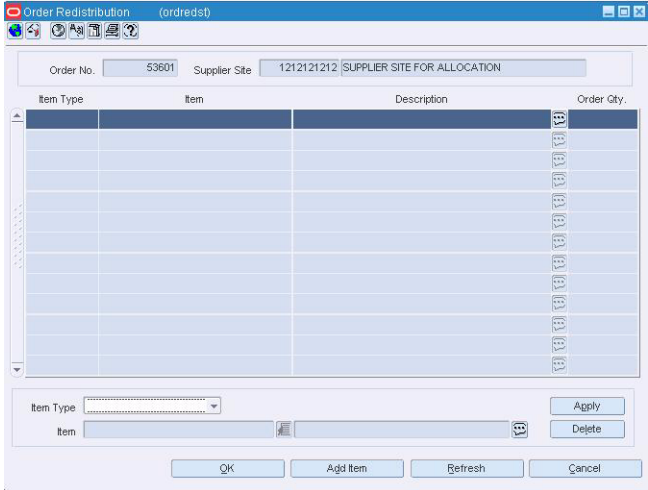 Order Redistribution (ordredst)
Order No. 53601 Supplier Site 1212121212 SUPPLIER SITE FOR ALLOCATION
Item Type Item Description Order Qty.
Item Type Apply
Item Delete
OK Add Item Refresh Cancel